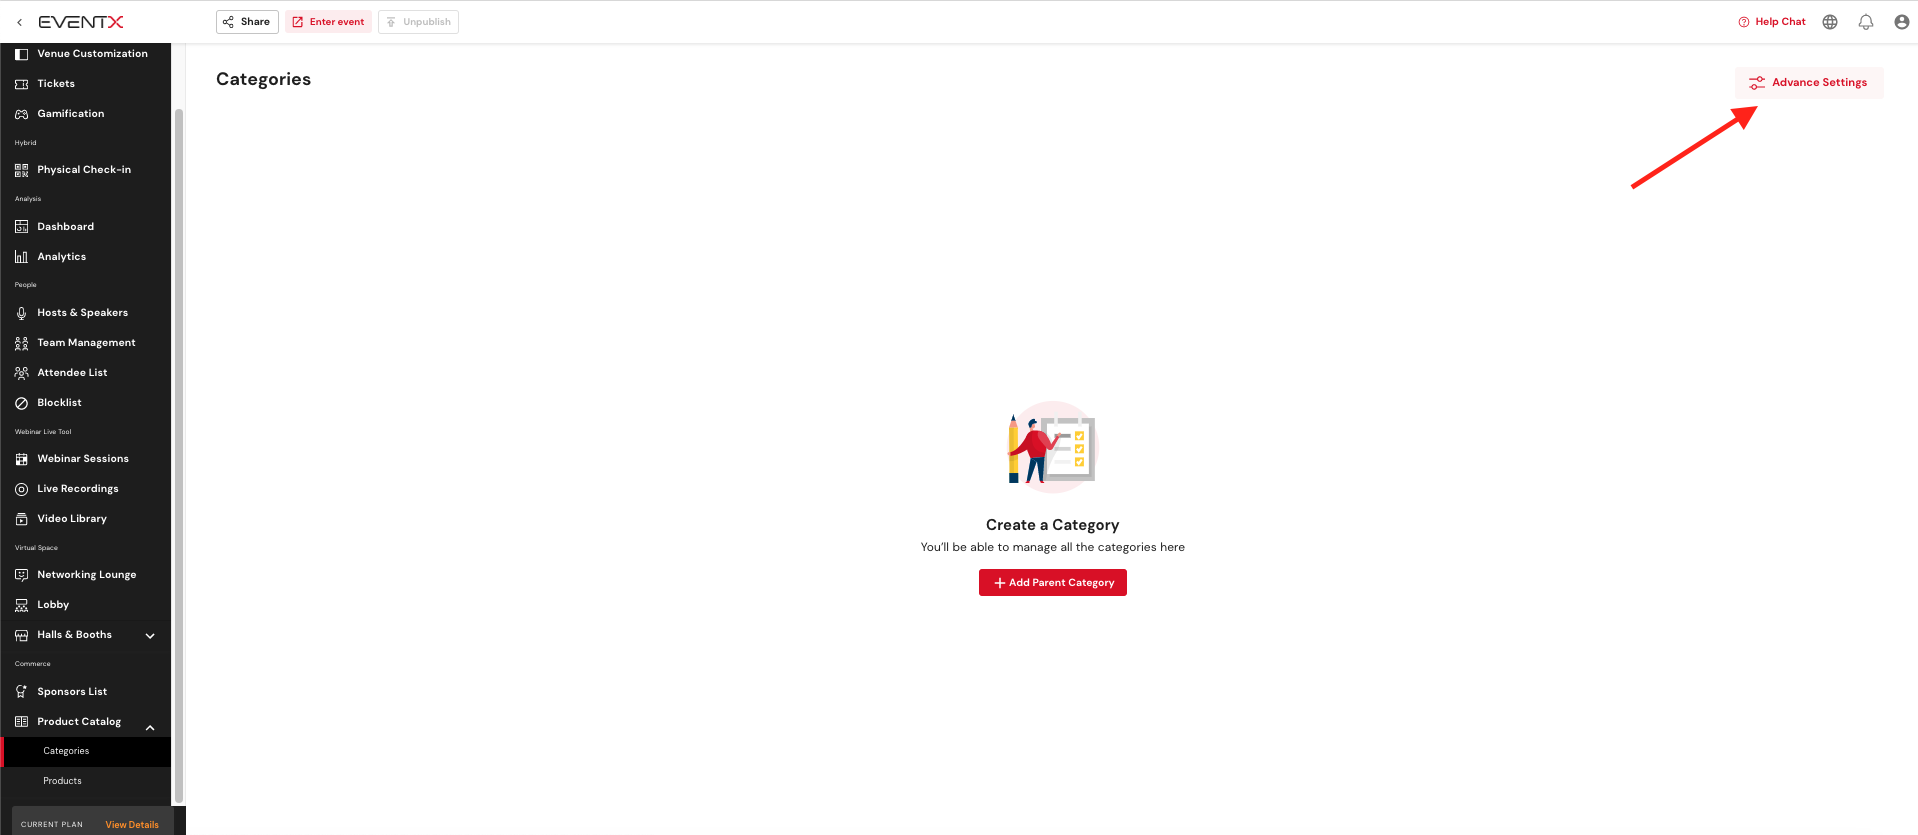 EVENTX
Share
Enter event
Unpublish
Help Chat
Venue Customization
Tickets
Gamification
Hybrid
Physical Check-in
Analysis
Dashboard
Analytics
People
Hosts & Speakers
Team Management
Attendee List
Blocklist
Webinar Live Tool
Webinar Sessions
Live Recordings
Video Library
Virtual Space
Networking Lounge
Lobby
Halls & Booths
Commerce
Sponsors List
Product Catalog
Categories
Products
CURRENT PLAN View Details
Categories
Advance Settings
Create a Category
You'll be able to manage all the categories here
Add Parent Category